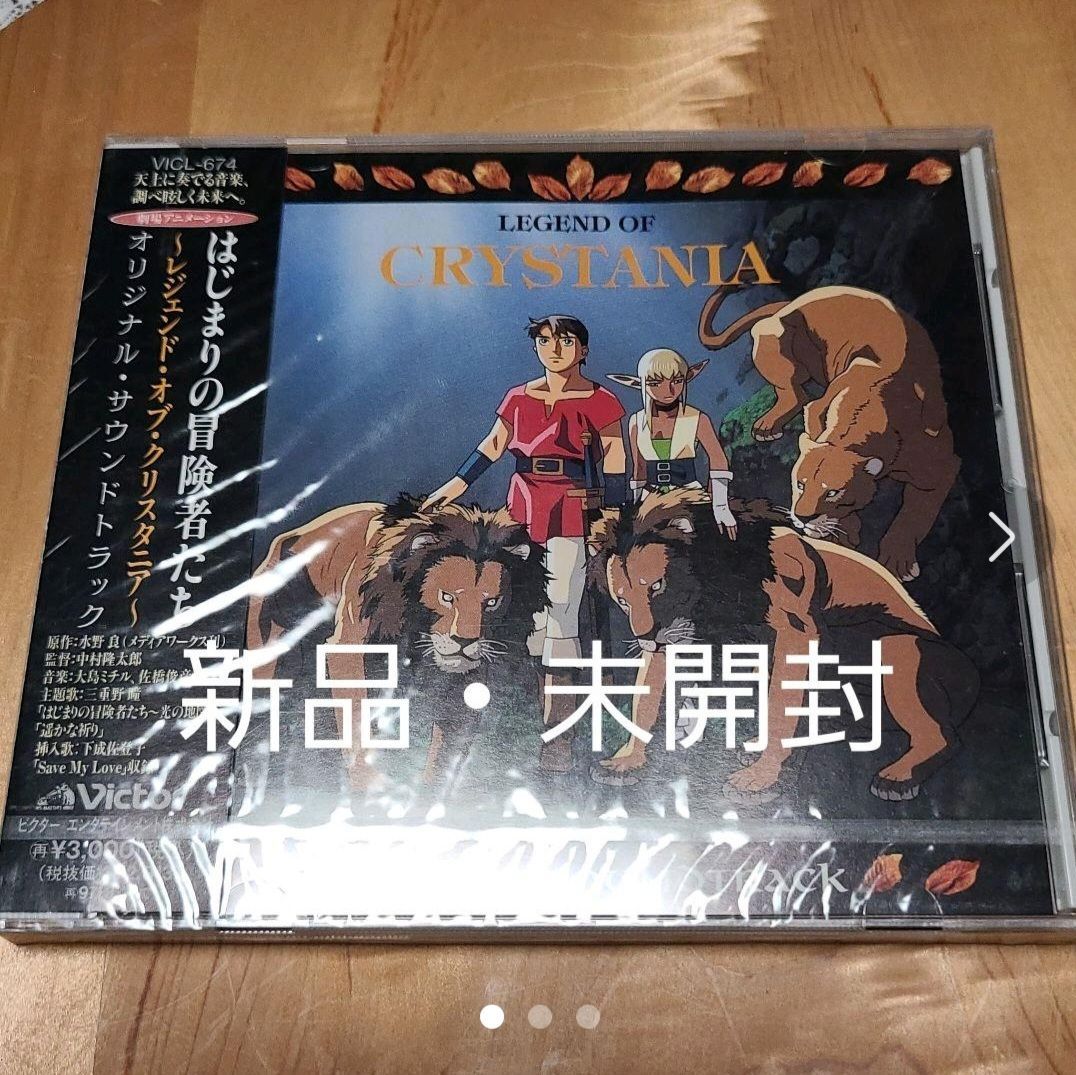 VICL-674
天上に奏でる音楽、
調べ眩しく未来へ。
劇場アニメーション
はじまりの冒険者たち
〜レジェンド・オブ・クリスタニア〜
オリジナル・サウンドトラック
原作:水野 良(メディアワークス刊)
監督:中村隆太郎
音楽:大島ミチル、佐橋俊彦
主題歌:三重野 瞳
「はじまりの冒険者たち〜光の地
「遥かな祈り」
挿入歌:下成佐登子
「Save My Love」収録
Victor
ビクター エンタテインメント
再¥3,000
(税抜価
再97
LEGEND OF
CRYSTANIA
新品・未開封
TRACK